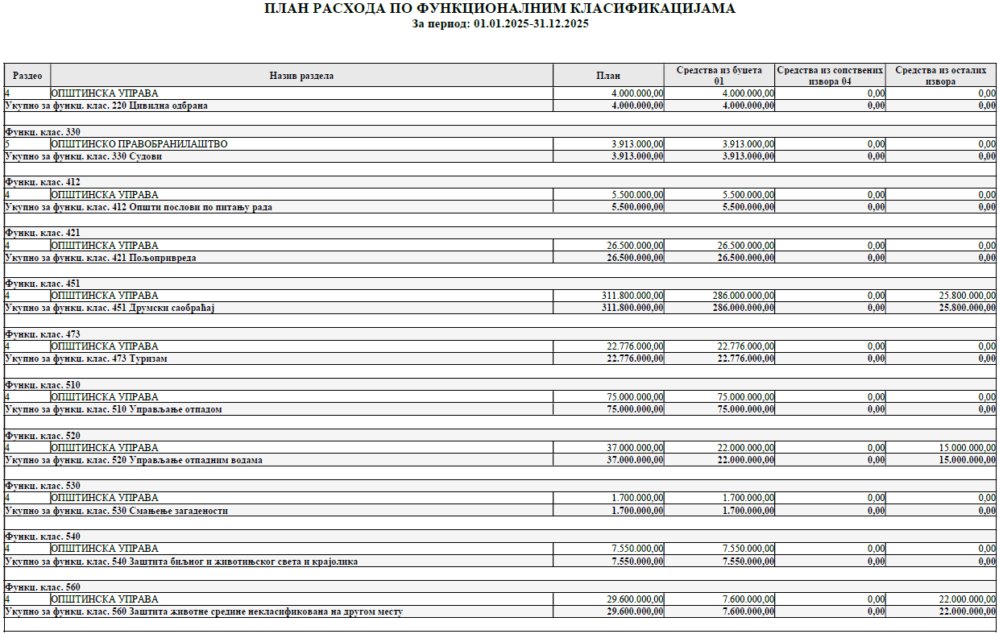 ПЛАН РАСХОДА ПО ФУНКЦИОНАЛНИМ КЛАСИФИКАЦИЈАМА
За период: 01.01.2025-31.12.2025
Раздео Назив раздела План Средства из буџета 01 Средства из сопствених извора 04 Средства из осталих извора
4 ОПШТИНСКА УПРАВА 4.000.000,00 4.000.000,00 0,00 0,00
Укупно за функц. клас. 220 Цивилна одбрана 4.000.000,00 4.000.000,00 0,00 0,00
Функц. клас. 330
5 ОПШТИНСКО ПРАВОБРАНИЛАШТВО 3.913.000,00 3.913.000,00 0,00 0,00
Укупно за функц. клас. 330 Судови 3.913.000,00 3.913.000,00 0,00 0,00
Функц. клас. 412
4 ОПШТИНСКА УПРАВА 5.500.000,00 5.500.000,00 0,00 0,00
Укупно за функц. клас. 412 Општи послови по питању рада 5.500.000,00 5.500.000,00 0,00 0,00
Функц. клас. 421
4 ОПШТИНСКА УПРАВА 26.500.000,00 26.500.000,00 0,00 0,00
Укупно за функц. клас. 421 Пољопривреда 26.500.000,00 26.500.000,00 0,00 0,00
Функц. клас. 451
4 ОПШТИНСКА УПРАВА 311.800.000,00 286.000.000,00 0,00 25.800.000,00
Укупно за функц. клас. 451 Друмски саобраћај 311.800.000,00 286.000.000,00 0,00 25.800.000,00
Функц. клас. 473
4 ОПШТИНСКА УПРАВА 22.776.000,00 22.776.000,00 0,00 0,00
Укупно за функц. клас. 473 Туризам 22.776.000,00 22.776.000,00 0,00 0,00
Функц. клас. 510
4 ОПШТИНСКА УПРАВА 75.000.000,00 75.000.000,00 0,00 0,00
Укупно за функц. клас. 510 Управљање отпадом 75.000.000,00 75.000.000,00 0,00 0,00
Функц. клас. 520
4 ОПШТИНСКА УПРАВА 37.000.000,00 22.000.000,00 0,00 15.000.000,00
Укупно за функц. клас. 520 Управљање отпадним водама 37.000.000,00 22.000.000,00 0,00 15.000.000,00
Функц. клас. 530
4 ОПШТИНСКА УПРАВА 1.700.000,00 1.700.000,00 0,00 0,00
Укупно за функц. клас. 530 Смањење загадености 1.700.000,00 1.700.000,00 0,00 0,00
Функц. клас. 540
4 ОПШТИНСКА УПРАВА 7.550.000,00 7.550.000,00 0,00 0,00
Укупно за функц. клас. 540 Заштита биљног и животињског света и крајолика 7.550.000,00 7.550.000,00 0,00 0,00
Функц. клас. 560
4 ОПШТИНСКА УПРАВА 29.600.000,00 7.600.000,00 0,00 22.000.000,00
Укупно за функц. клас. 560 Заштита животне средине некласификована на другом месту 29.600.000,00 7.600.000,00 0,00 22.000.000,00